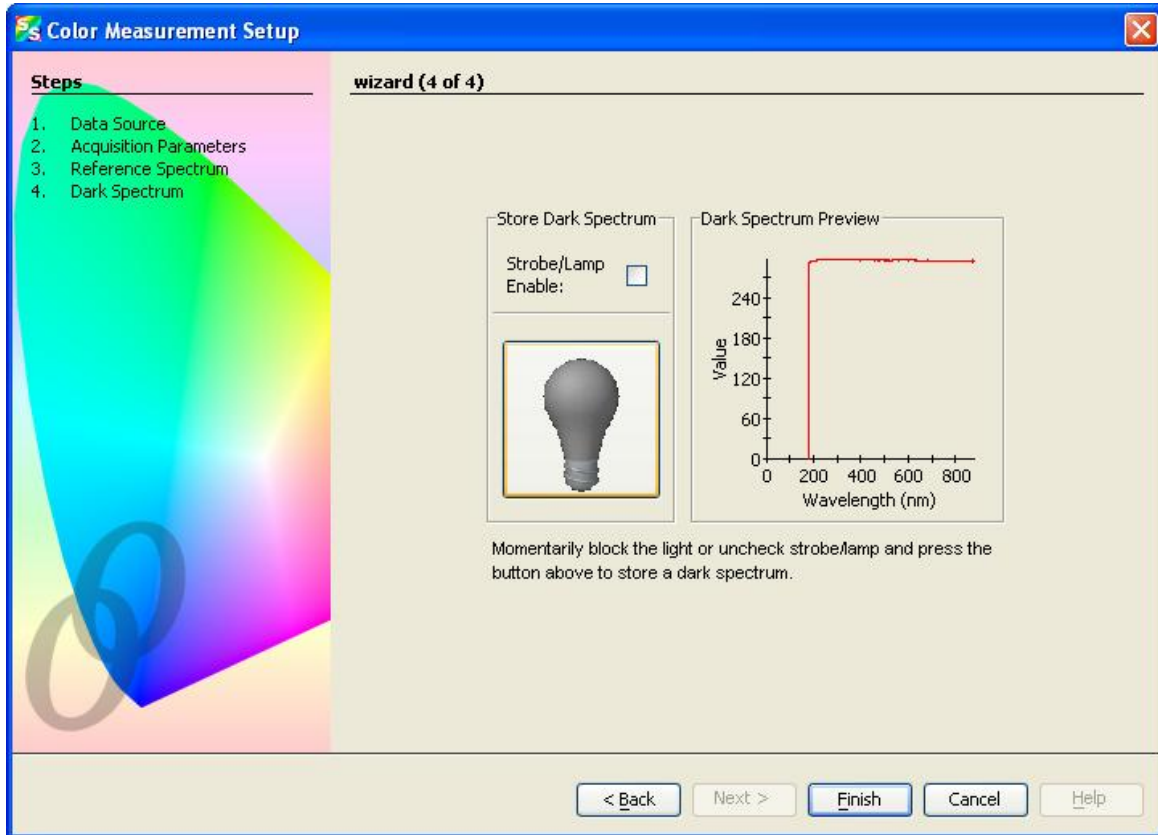 SS Color Measurement Setup
Steps
1. Data Source
2. Acquisition Parameters
3. Reference Spectrum
4. Dark Spectrum
wizard (4 of 4)
Store Dark Spectrum
Strobe/Lamp
Enable:
Dark Spectrum Preview
Value
240
180
120
60
0
0 200 400 600 800
Wavelength (nm)
Momentarily block the light or uncheck strobe/lamp and press the
button above to store a dark spectrum.
< Back Next > Finish Cancel Help